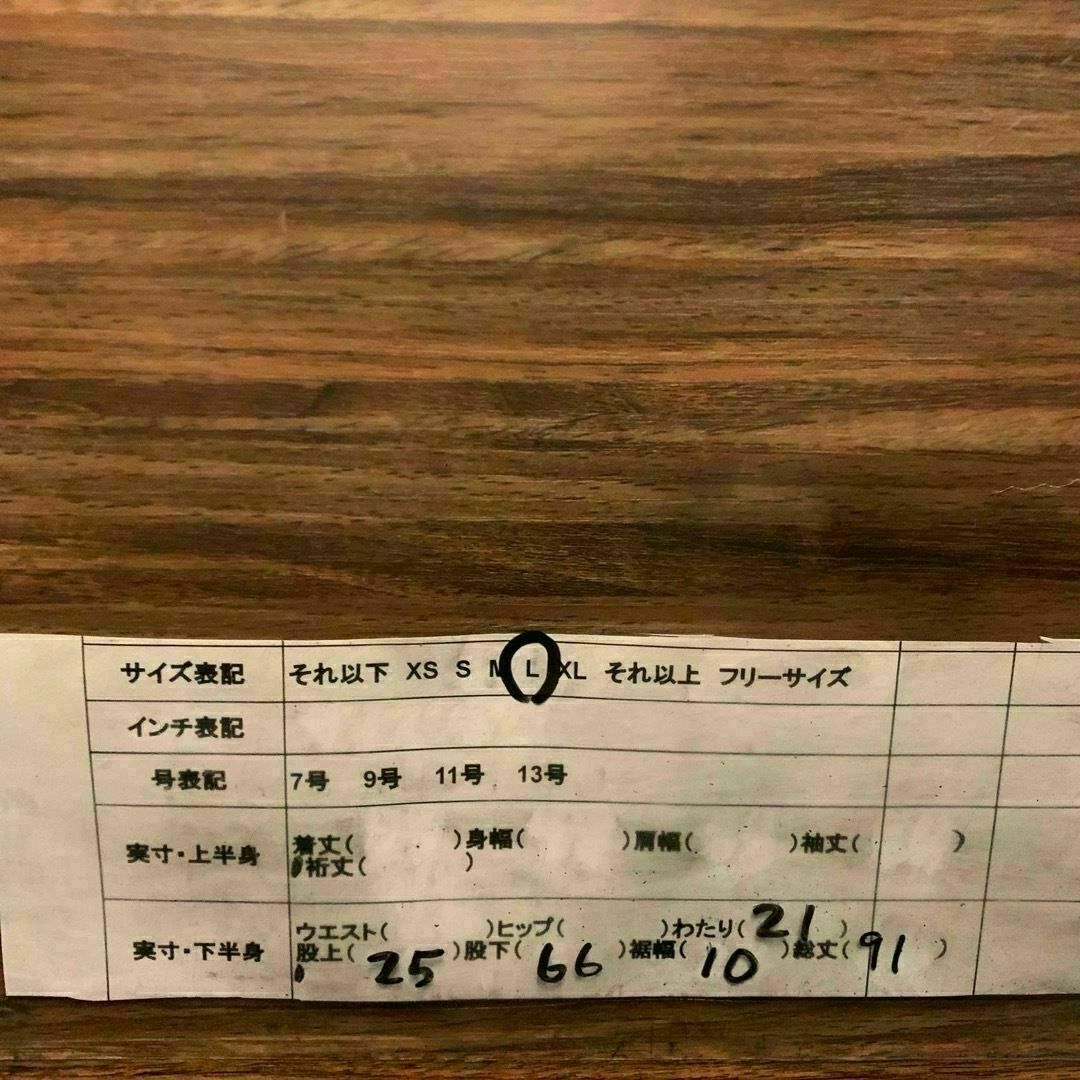 サイズ表記 それ以下 XS S M L XL それ以上 フリーサイズ
インチ表記
号表記 7号 9号 11号 13号
実寸・上半身 着丈( )身幅( )肩幅( )袖丈( )
裄丈( )
実寸・下半身 ウエスト( )ヒップ( )わたり( 21 )
股上( 25 )股下( 66 )裾幅( 10 )総丈( 91 )